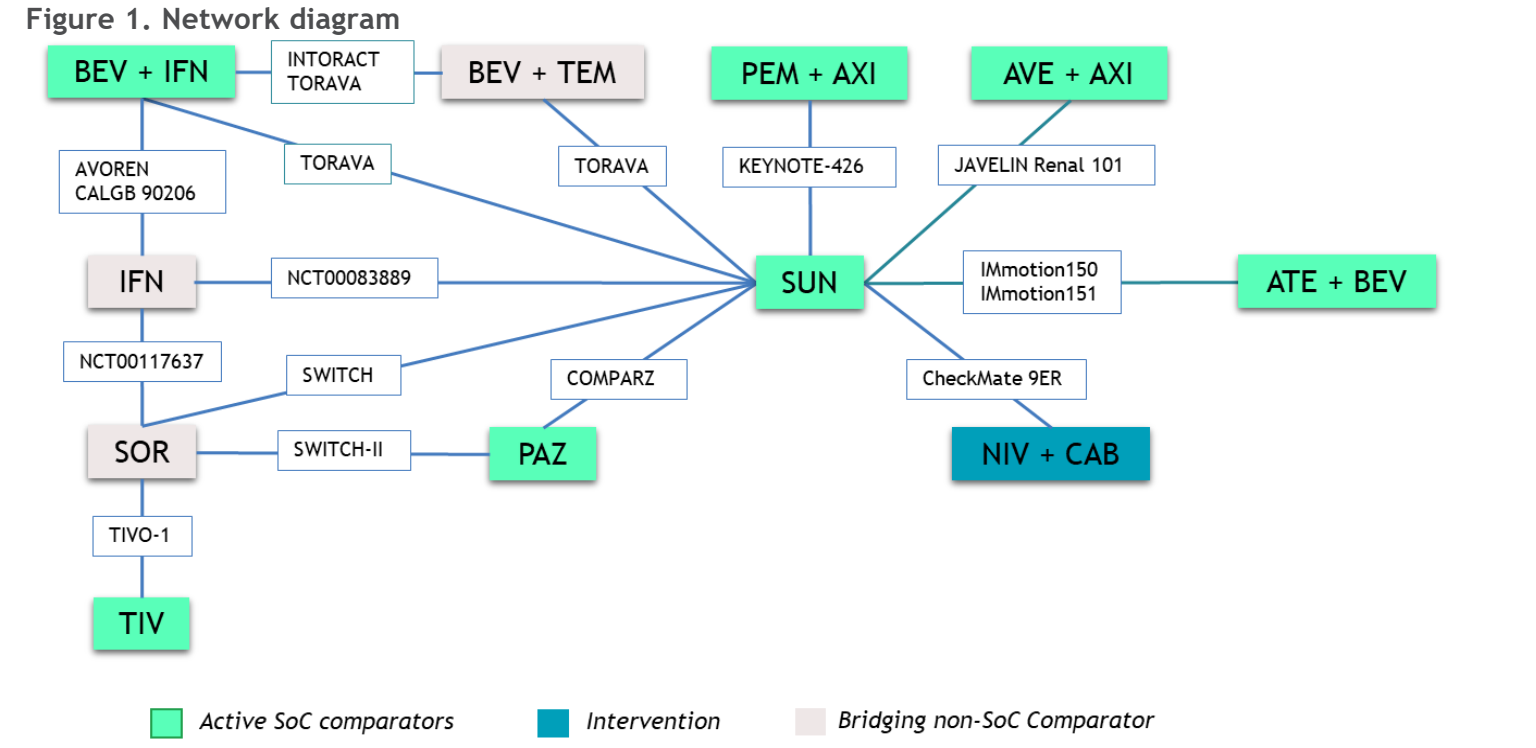 Figure 1. Network diagram
BEV + IFN
INTORACT
TORAVA
BEV + TEM
PEM + AXI
AVE + AXI
AVOREN
CALGB 90206
TORAVA
TORAVA
KEYNOTE-426
JAVELIN Renal 101
IFN
NCT00083889
SUN
IMmotion150
IMmotion151
ATE + BEV
NCT00117637
SWITCH
COMPARZ
CheckMate 9ER
SOR
SWITCH-II
PAZ
NIV + CAB
TIVO-1
TIV
Active SoC comparators
Intervention
Bridging non-SoC Comparator